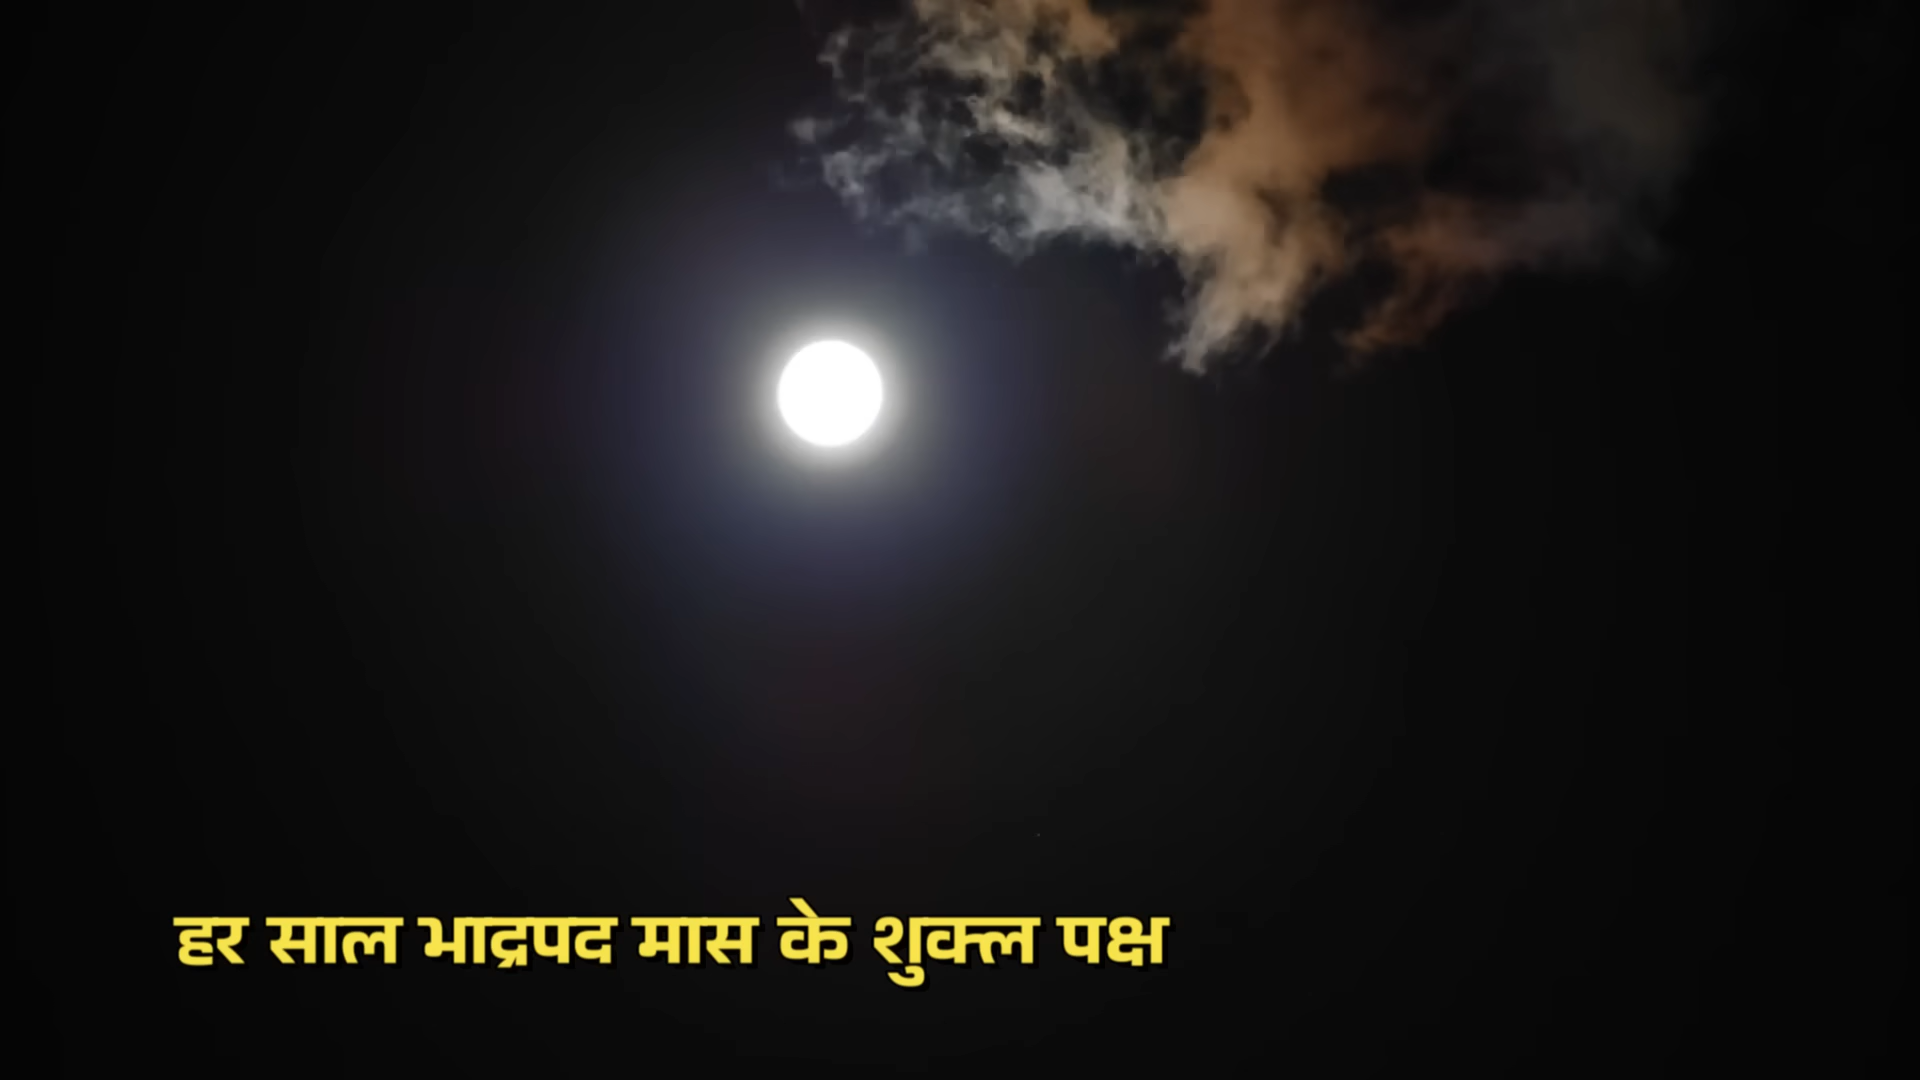 हर साल भाद्रपद मास के शुक्ल पक्ष